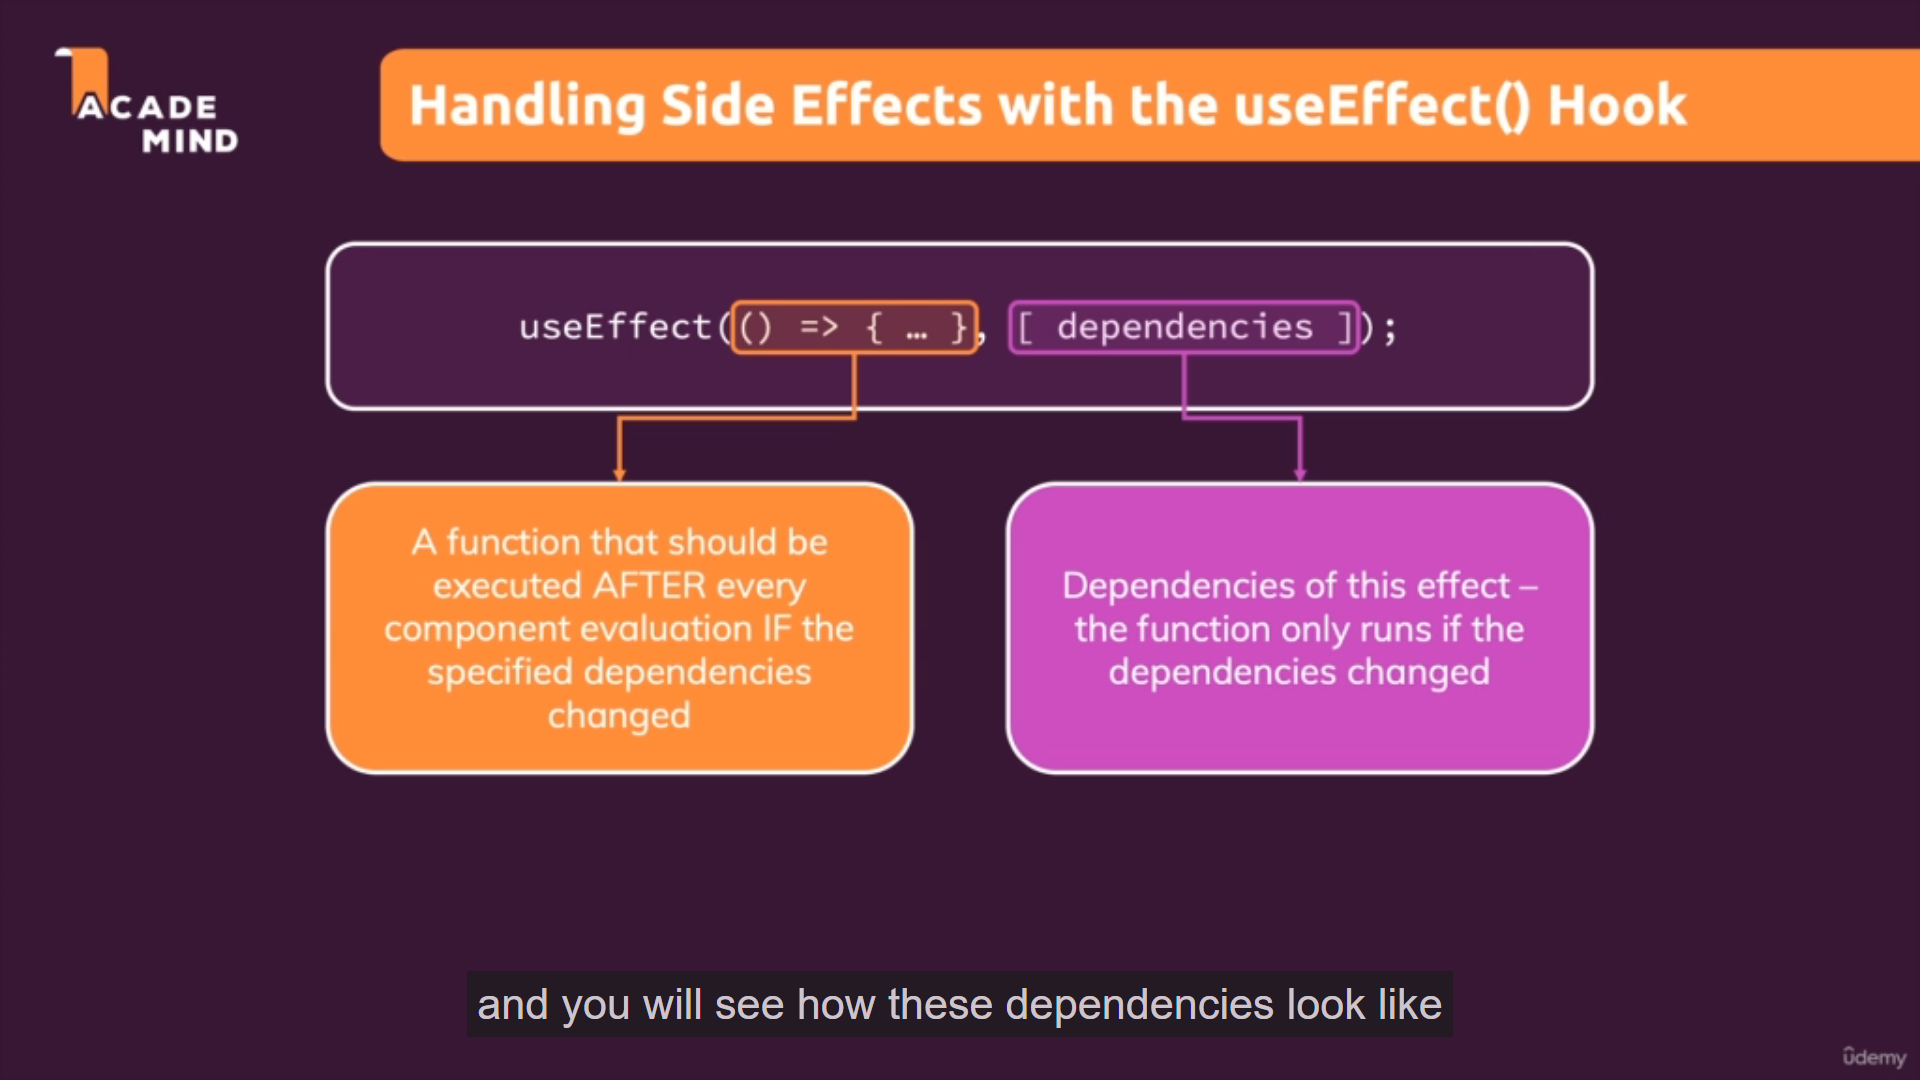 ACADE
MIND
Handling Side Effects with the useEffect() Hook
useEffect(() => { … }, [ dependencies ]);
A function that should be
executed AFTER every
component evaluation IF the
specified dependencies
changed
Dependencies of this effect –
the function only runs if the
dependencies changed
and you will see how these dependencies look like
udemy